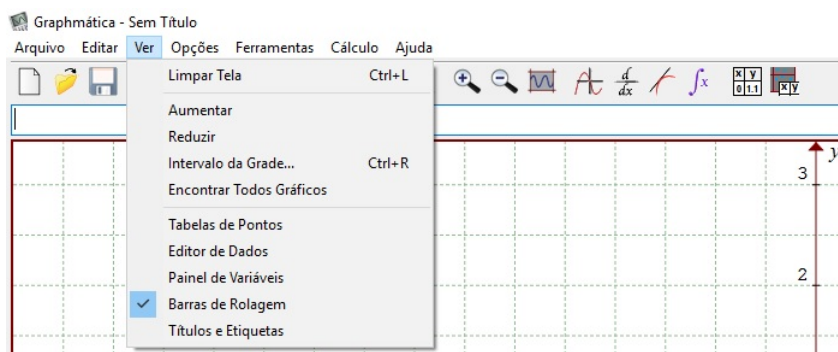 Graphmática - Sem Título
Arquivo Editar Ver Opções Ferramentas Cálculo Ajuda
Limpar Tela Ctrl+L
Aumentar
Reduzir
Intervalo da Grade... Ctrl+R
Encontrar Todos Gráficos
Tabelas de Pontos
Editor de Dados
Painel de Variáveis
Barras de Rolagem
Títulos e Etiquetas
d
dx
∫x
x y
0 1.1
x y
y
3
2